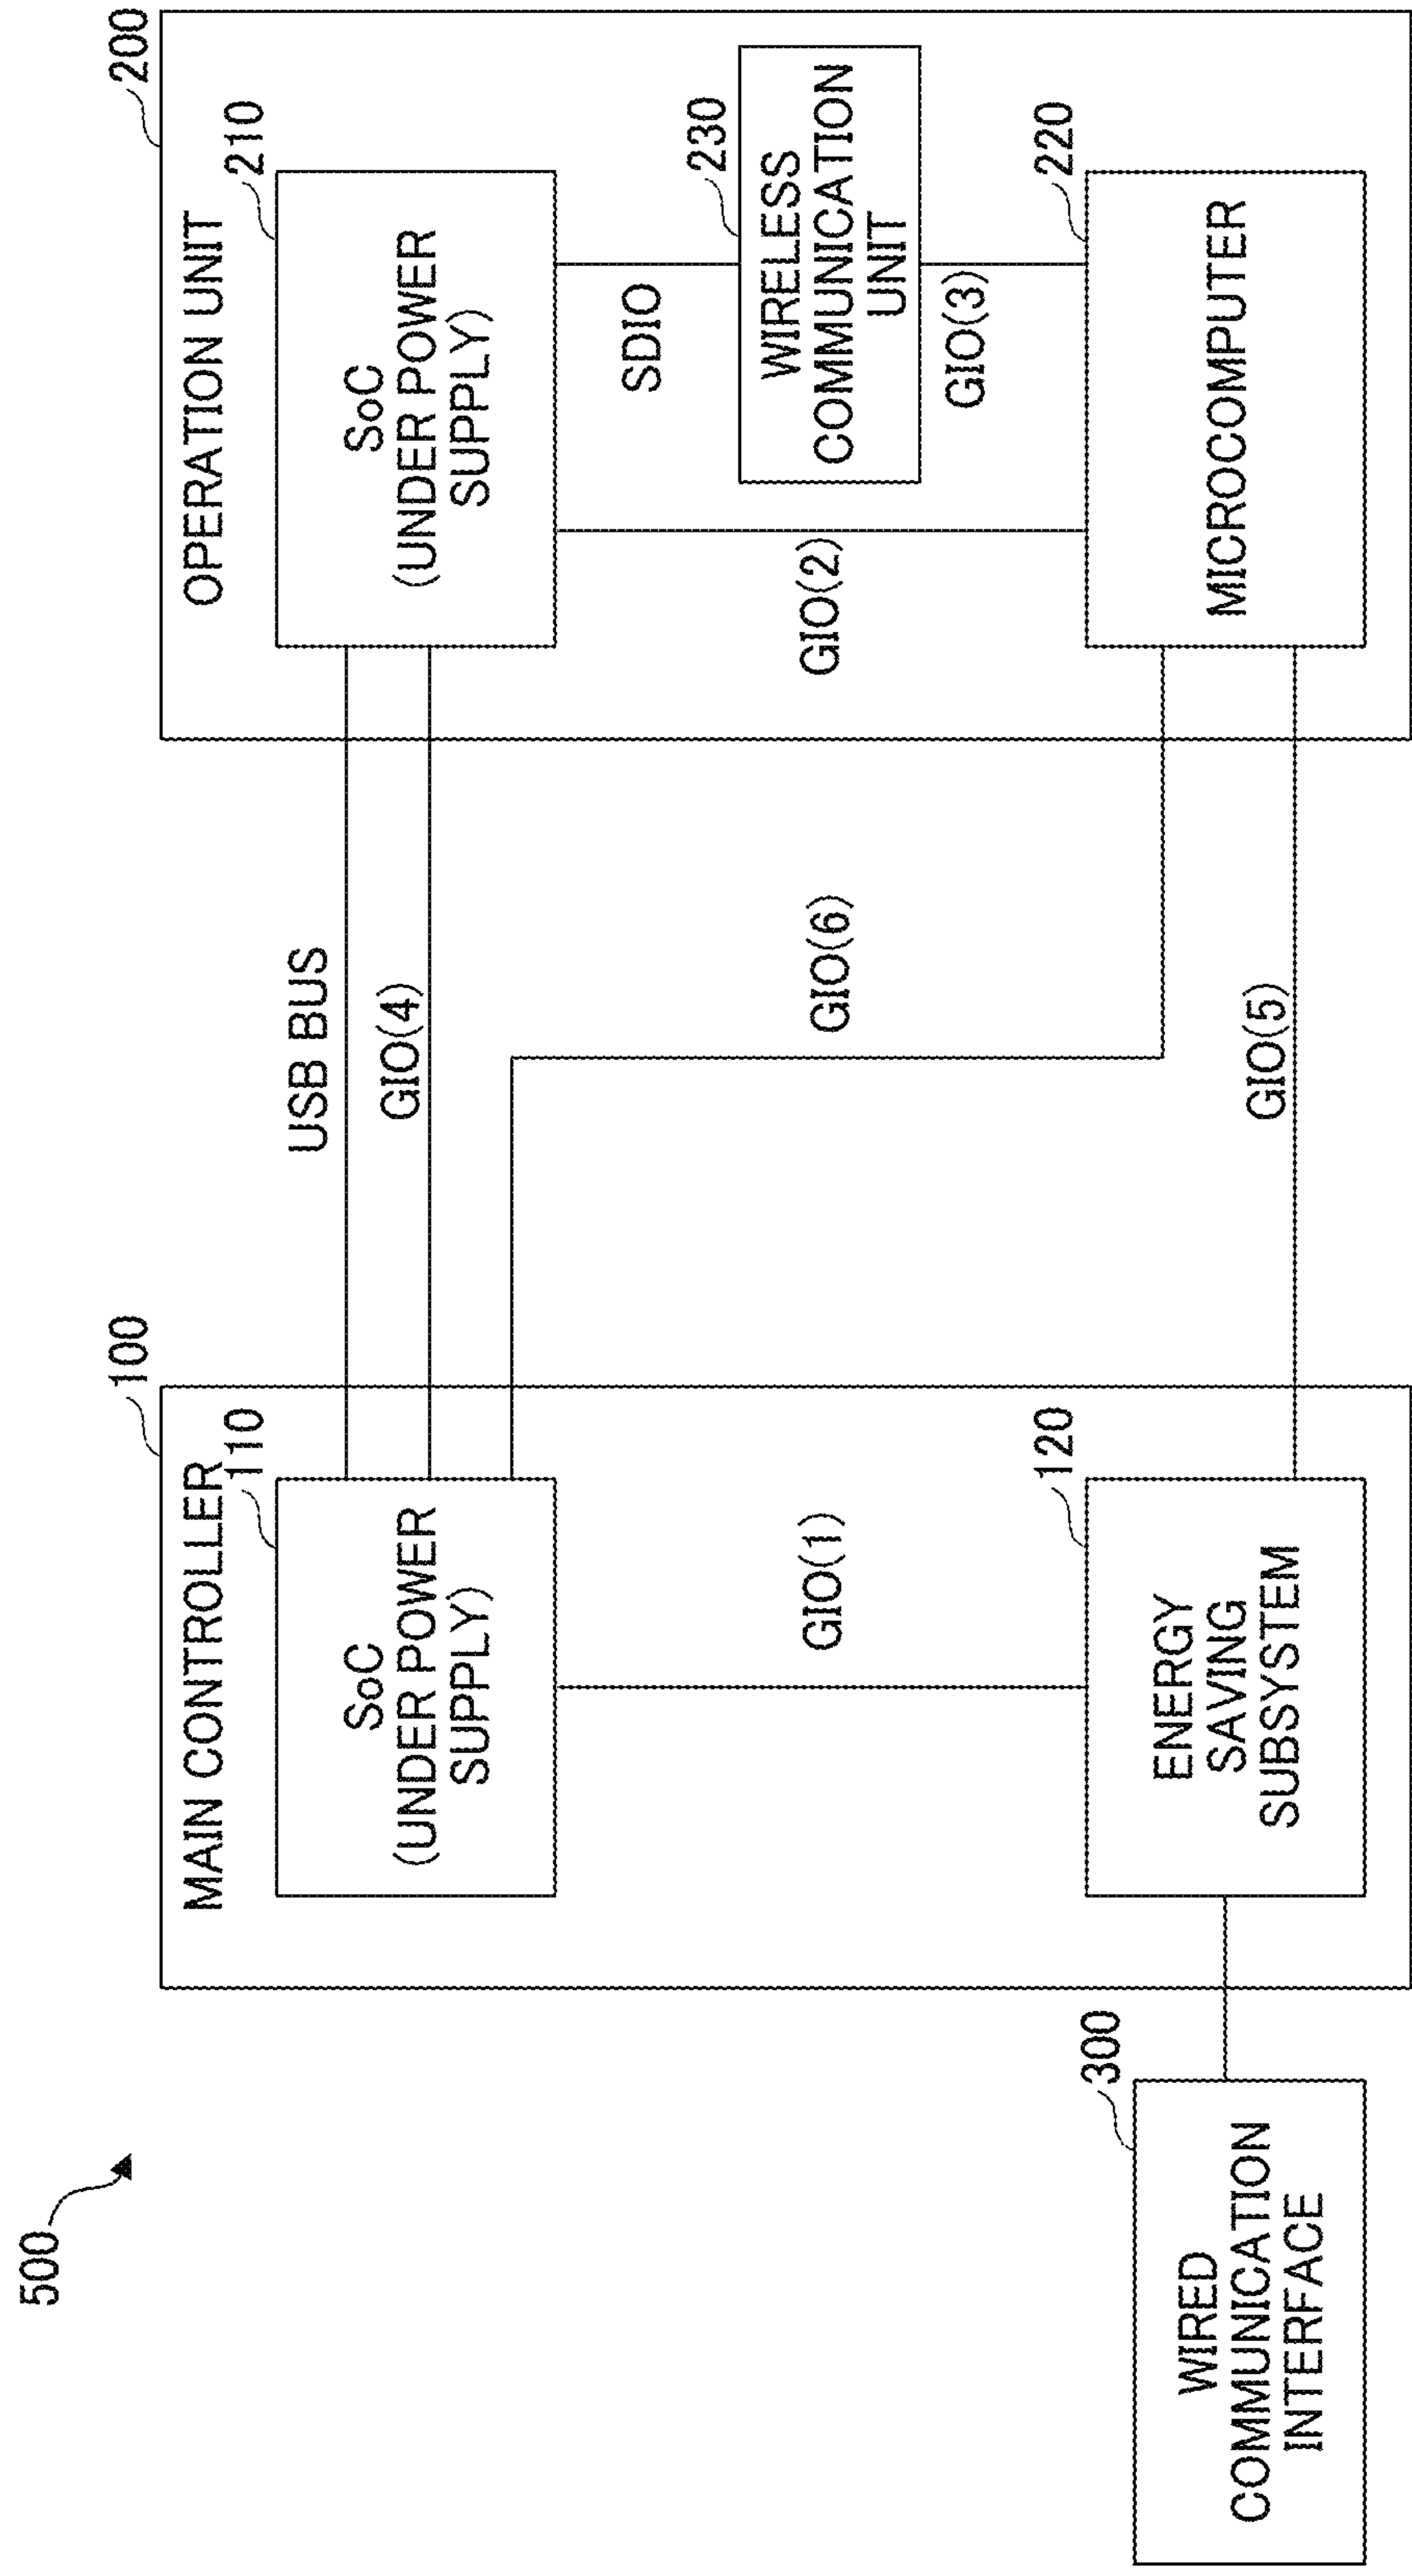 500
MAIN CONTROLLER
100
110
SoC
(UNDER POWER
SUPPLY)
GIO(1)
120
ENERGY
SAVING
SUBSYSTEM
300
WIRED
COMMUNICATION
INTERFACE
USB BUS
GIO(4)
GIO(6)
GIO(5)
OPERATION UNIT
200
210
SoC
(UNDER POWER
SUPPLY)
SDIO
230
WIRELESS
COMMUNICATION
UNIT
GIO(2)
GIO(3)
220
MICROCOMPUTER